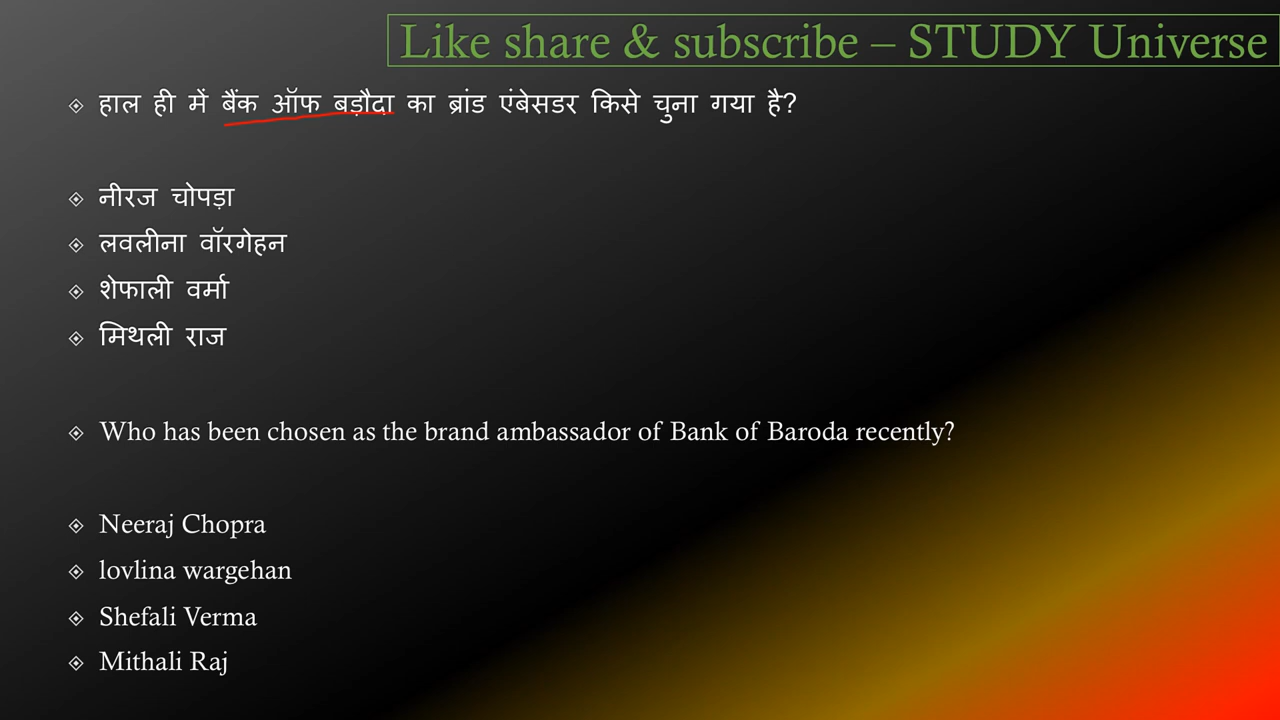 Like share & subscribe – STUDY Universe
हाल ही में बैंक ऑफ बड़ौदा का ब्रांड एंबेसडर किसे चुना गया है?
नीरज चोपड़ा
लवलीना वॉरगेहन
शेफाली वर्मा
मिथली राज
Who has been chosen as the brand ambassador of Bank of Baroda recently?
Neeraj Chopra
lovlina wargehan
Shefali Verma
Mithali Raj